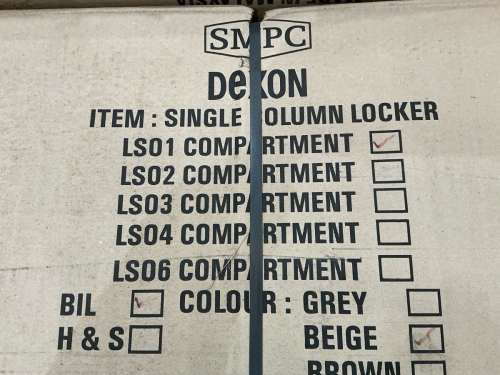 SMPC
DEXON
ITEM : SINGLE COLUMN LOCKER
LS01 COMPARTMENT
LS02 COMPARTMENT
LS03 COMPARTMENT
LS04 COMPARTMENT
LS06 COMPARTMENT
BIL COLOUR : GREY
H & S BEIGE
BROWN